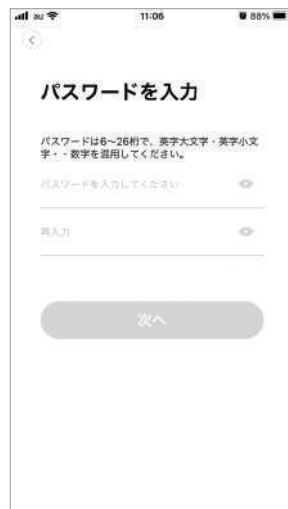 au 11:06 88%
パスワードを入力
パスワードは6〜26桁で、英字大文字・英字小文
字・・数字を混用してください。
パスワードを入力してください
再入力
次へ